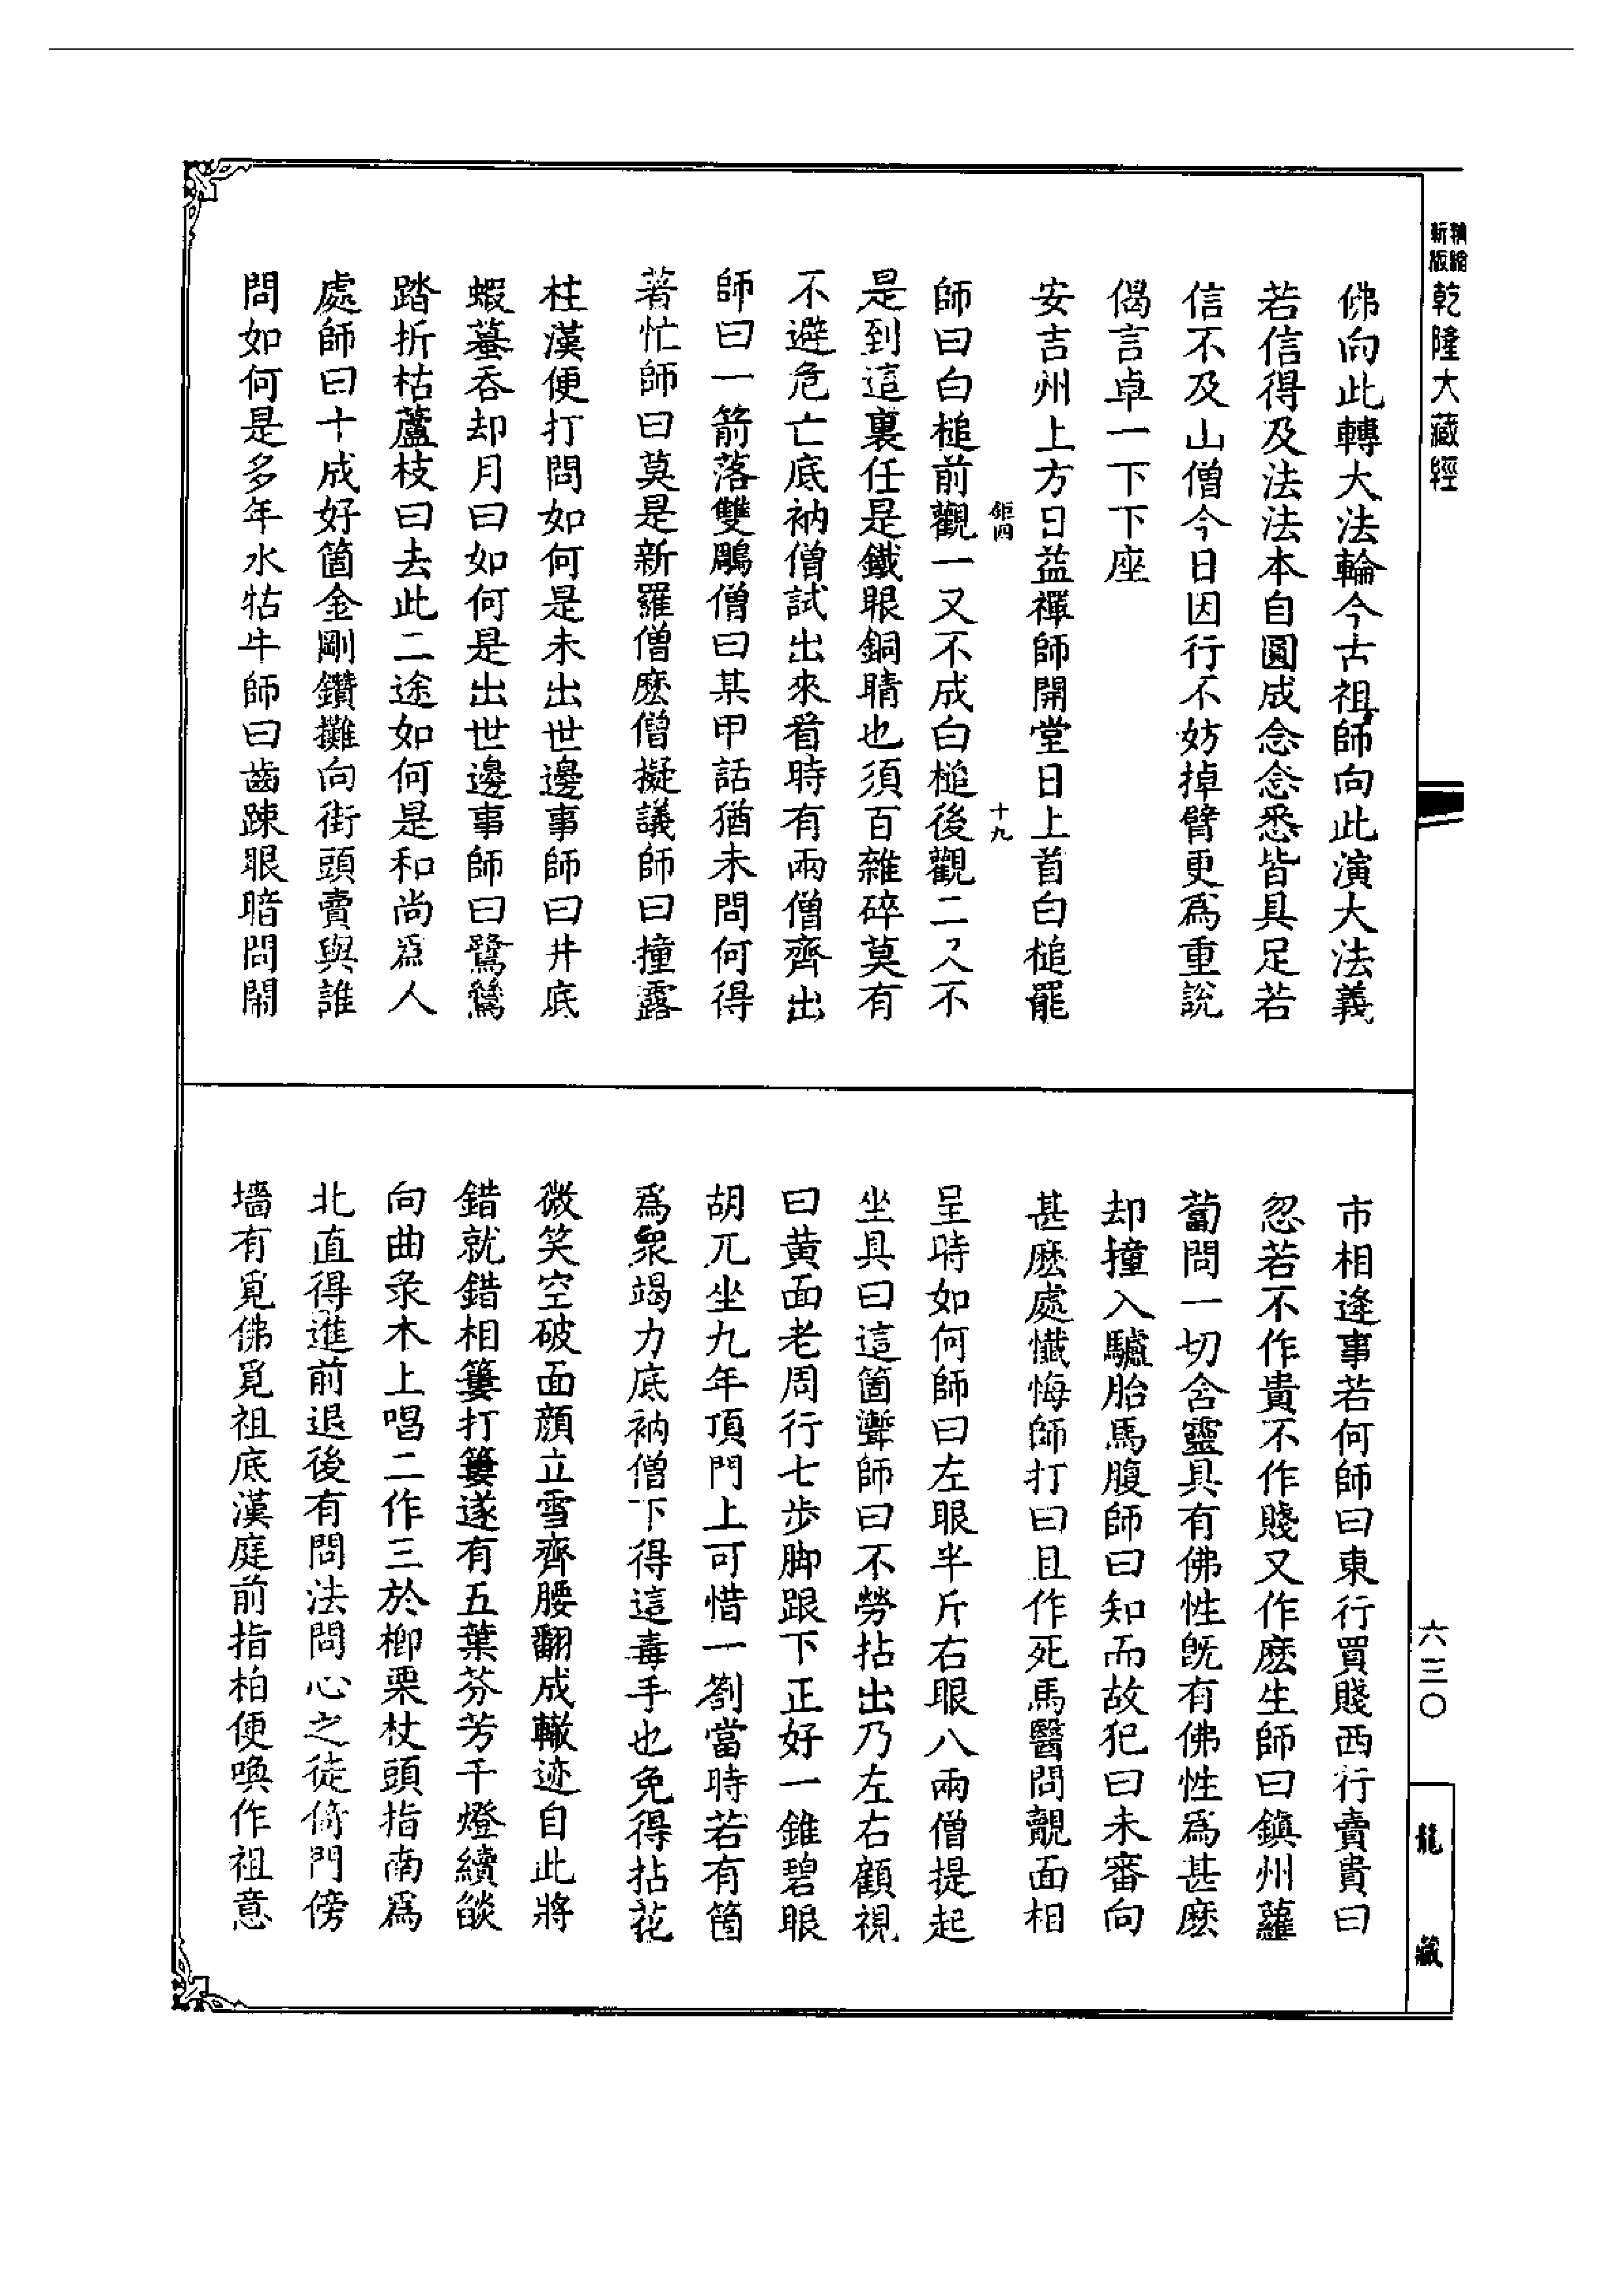 精縮新版乾隆大藏經
佛向此轉大法輪今古祖師向此演大法義
若信得及法法本自圓成念念悉皆具足若
信不及山僧今日因行不妨掉臂更爲重說
偈言卓一下下座
安吉州上方日益禪師開堂日上首白槌罷
鉅四 十九
師曰白槌前觀一又不成白槌後觀二又不
是到這裏任是鐵眼銅睛也須百雜碎莫有
不避危亡底衲僧試出來看時有兩僧齊出
師曰一箭落雙鵰僧曰某甲話猶未問何得
著忙師曰莫是新羅僧麼僧擬議師曰撞露
柱漢便打問如何是未出世邊事師曰井底
蝦蟇吞却月曰如何是出世邊事師曰鷺鷥
踏折枯蘆枝曰去此二途如何是和尚爲人
處師曰十成好箇金剛鑽攤向街頭賣與誰
問如何是多年水牯牛師曰齒踈眼暗問鬧
市相逢事若何師曰東行買賤西行賣貴曰
忽若不作貴不作賤又作麼生師曰鎭州蘿
蔔問一切含靈具有佛性旣有佛性爲甚麼
却撞入驢胎馬腹師曰知而故犯曰未審向
甚麼處懺悔師打曰且作死馬醫問覿面相
呈時如何師曰左眼半斤右眼八兩僧提起
坐具曰這箇聻師曰不勞拈出乃左右顧視
曰黄面老周行七歩脚跟下正好一錐碧眼
胡兀坐九年頂門上可惜一劄當時若有箇
爲衆竭力底衲僧下得這毒手也免得拈花
微笑空破面顔立雪齊腰翻成轍迹自此將
錯就錯相簍打簍遂有五葉芬芳千燈續燄
向曲彔木上唱二作三於楖栗杖頭指南爲
北直得進前退後有問法問心之徒倚門傍
墻有覓佛覓祖底漢庭前指柏便喚作祖意
六三〇
龍藏